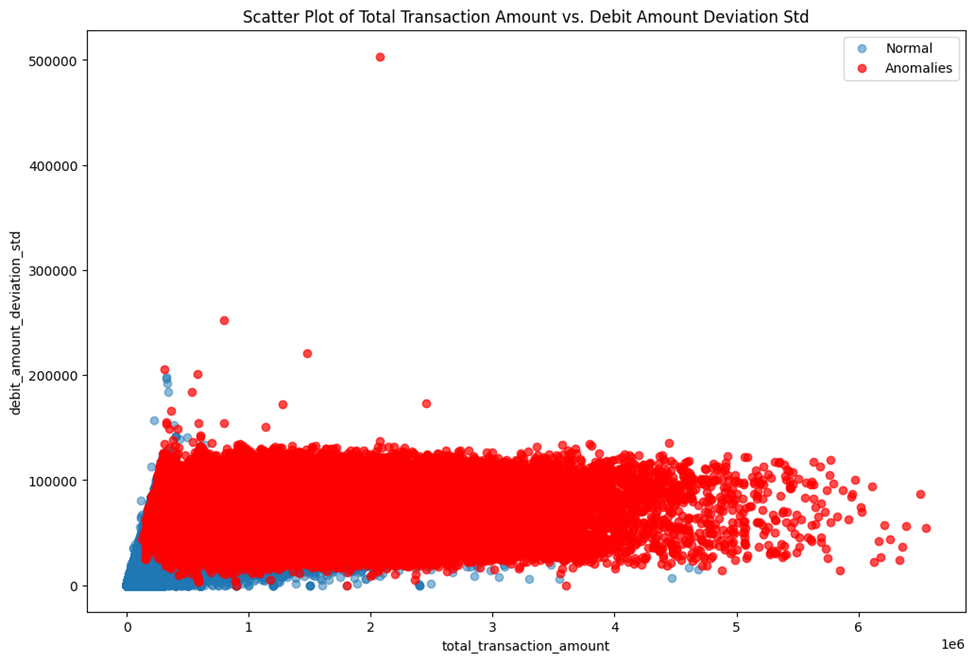 Scatter Plot of Total Transaction Amount vs. Debit Amount Deviation Std
Normal
Anomalies
debit_amount_deviation_std
500000
400000
300000
200000
100000
0
0 1 2 3 4 5 6
1e6
total_transaction_amount